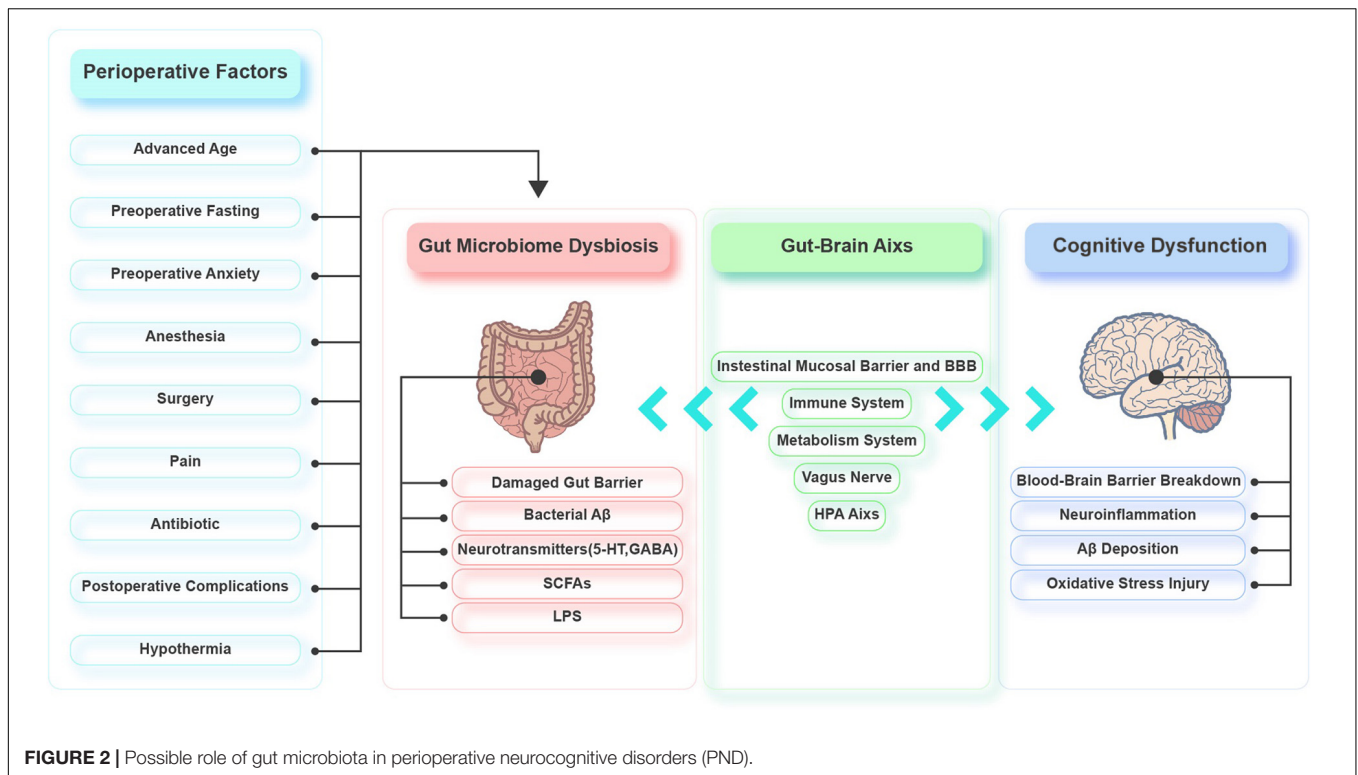 Perioperative Factors
Advanced Age
Preoperative Fasting
Preoperative Anxiety
Anesthesia
Surgery
Pain
Antibiotic
Postoperative Complications
Hypothermia
Gut Microbiome Dysbiosis
Damaged Gut Barrier
Bacterial Aβ
Neurotransmitters(5-HT,GABA)
SCFAs
LPS
Gut-Brain Aixs
Instestinal Mucosal Barrier and BBB
Immune System
Metabolism System
Vagus Nerve
HPA Aixs
Cognitive Dysfunction
Blood-Brain Barrier Breakdown
Neuroinflammation
Aβ Deposition
Oxidative Stress Injury
FIGURE 2 | Possible role of gut microbiota in perioperative neurocognitive disorders (PND).